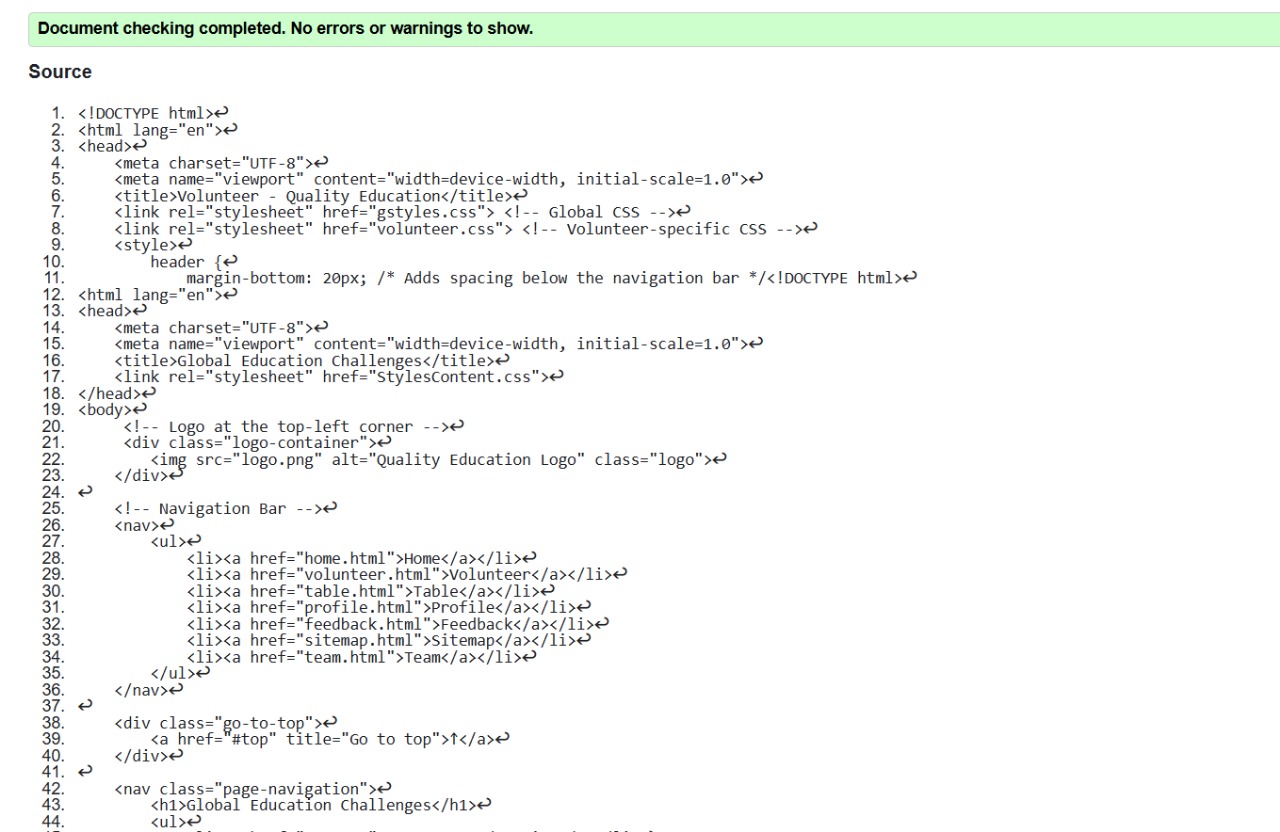 Document checking completed. No errors or warnings to show.
Source
1. <!DOCTYPE html>↩
2. <html lang="en">↩
3. <head>↩
4.     <meta charset="UTF-8">↩
5.     <meta name="viewport" content="width=device-width, initial-scale=1.0">↩
6.     <title>Volunteer - Quality Education</title>↩
7.     <link rel="stylesheet" href="gstyles.css"> <!-- Global CSS -->↩
8.     <link rel="stylesheet" href="volunteer.css"> <!-- Volunteer-specific CSS -->↩
9.     <style>↩
10.         header {↩
11.             margin-bottom: 20px; /* Adds spacing below the navigation bar */<!DOCTYPE html>↩
12. <html lang="en">↩
13. <head>↩
14.     <meta charset="UTF-8">↩
15.     <meta name="viewport" content="width=device-width, initial-scale=1.0">↩
16.     <title>Global Education Challenges</title>↩
17.     <link rel="stylesheet" href="StylesContent.css">↩
18. </head>↩
19. <body>↩
20.      <!-- Logo at the top-left corner -->↩
21.      <div class="logo-container">↩
22.         <img src="logo.png" alt="Quality Education Logo" class="logo">↩
23.     </div>↩
24. ↩
25.     <!-- Navigation Bar -->↩
26.     <nav>↩
27.         <ul>↩
28.             <li><a href="home.html">Home</a></li>↩
29.             <li><a href="volunteer.html">Volunteer</a></li>↩
30.             <li><a href="table.html">Table</a></li>↩
31.             <li><a href="profile.html">Profile</a></li>↩
32.             <li><a href="feedback.html">Feedback</a></li>↩
33.             <li><a href="sitemap.html">Sitemap</a></li>↩
34.             <li><a href="team.html">Team</a></li>↩
35.         </ul>↩
36.     </nav>↩
37. ↩
38.     <div class="go-to-top">↩
39.         <a href="#top" title="Go to top">↑</a>↩
40.     </div>↩
41. ↩
42.     <nav class="page-navigation">↩
43.         <h1>Global Education Challenges</h1>↩
44.         <ul>↩